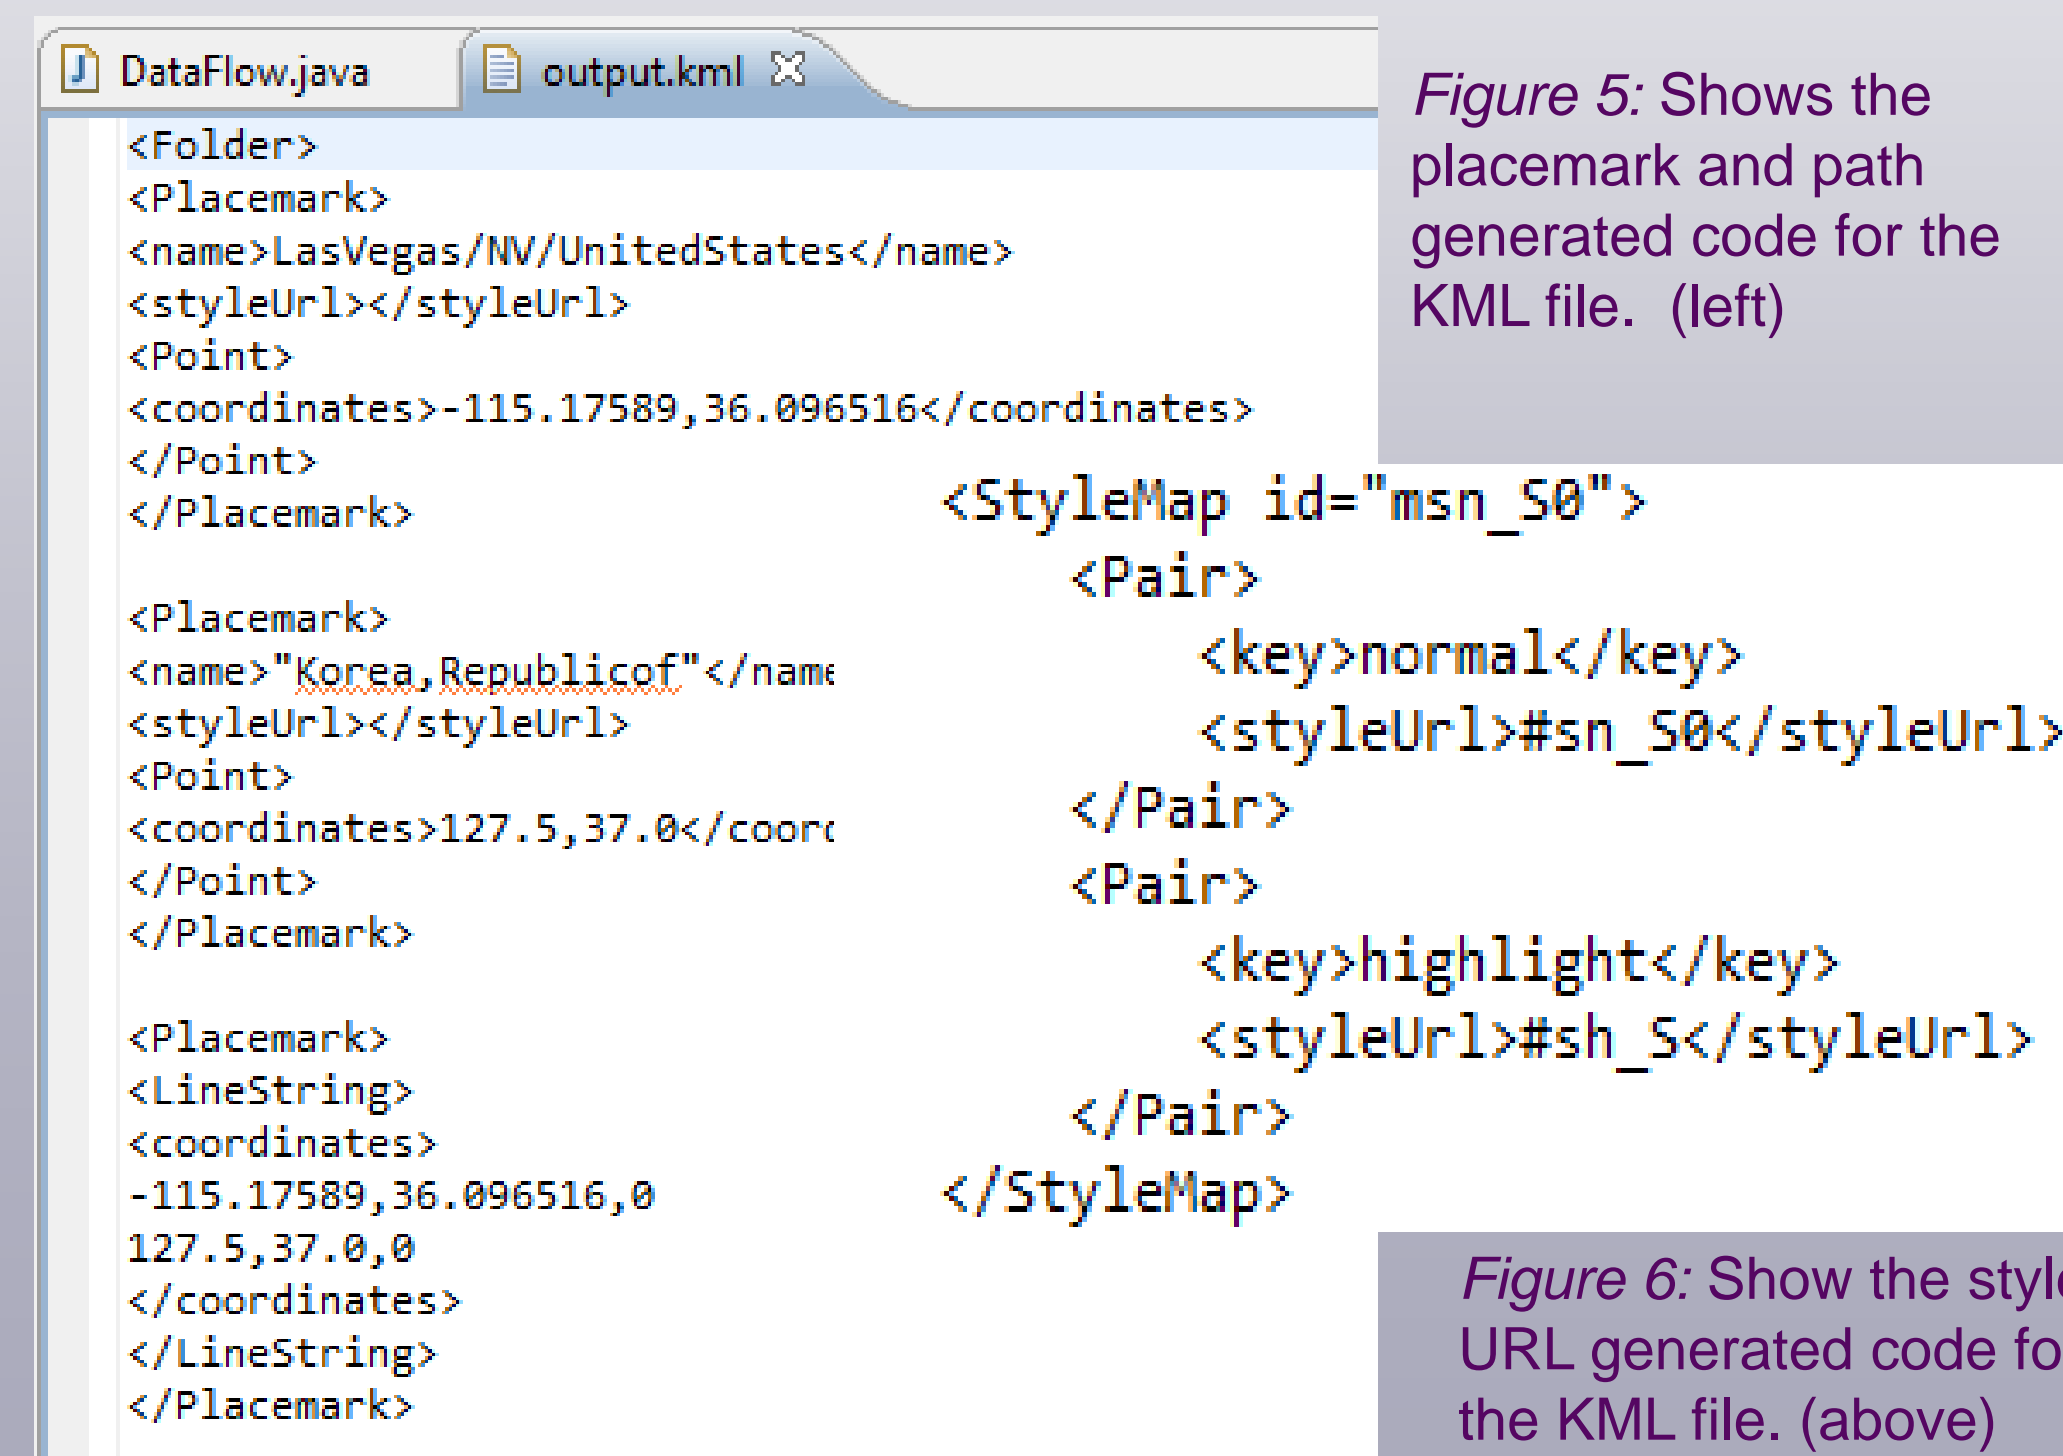 DataFlow.java
output.kml
<Folder>
<Placemark>
<name>LasVegas/NV/UnitedStates</name>
<styleUrl></styleUrl>
<Point>
<coordinates>-115.17589,36.096516</coordinates>
</Point>
</Placemark>
<Placemark>
<name>"Korea,Republicof"</name
<styleUrl></styleUrl>
<Point>
<coordinates>127.5,37.0</coord
</Point>
</Placemark>
<Placemark>
<LineString>
<coordinates>
-115.17589,36.096516,0
127.5,37.0,0
</coordinates>
</LineString>
</Placemark>
Figure 5: Shows the
placemark and path
generated code for the
KML file. (left)
<StyleMap id="msn_S0">
<Pair>
<key>normal</key>
<styleUrl>#sn_S0</styleUrl>
</Pair>
<Pair>
<key>highlight</key>
<styleUrl>#sh_S</styleUrl>
</Pair>
</StyleMap>
Figure 6: Show the style
URL generated code fo
the KML file. (above)